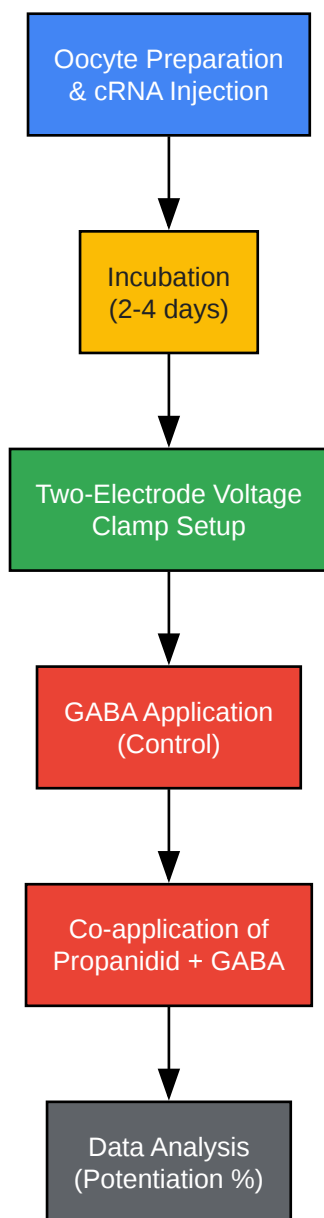 Oocyte Preparation
& cRNA Injection
Incubation
(2-4 days)
Two-Electrode Voltage
Clamp Setup
GABA Application
(Control)
Co-application of
Propanidid + GABA
Data Analysis
(Potentiation %)